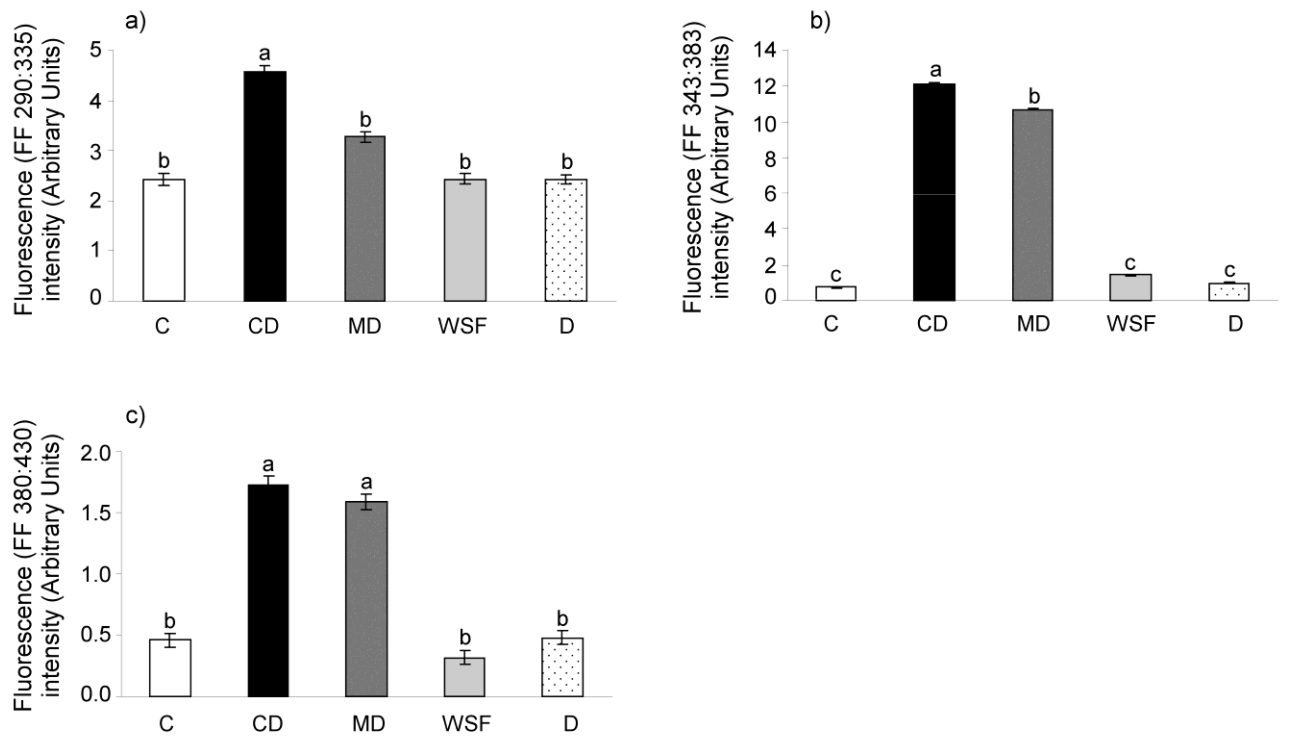 a)
Fluorescence (FF 290:335)
intensity (Arbitrary Units)
5
4
3
2
1
0
a
b
b
b
b
C CD MD WSF D
b)
Fluorescence (FF 343:383)
intensity (Arbitrary Units)
14
12
10
8
6
4
2
0
a
b
c
c
c
C CD MD WSF D
c)
Fluorescence (FF 380:430)
intensity (Arbitrary Units)
2.0
1.5
1.0
0.5
0.0
a
a
b
b
b
C CD MD WSF D